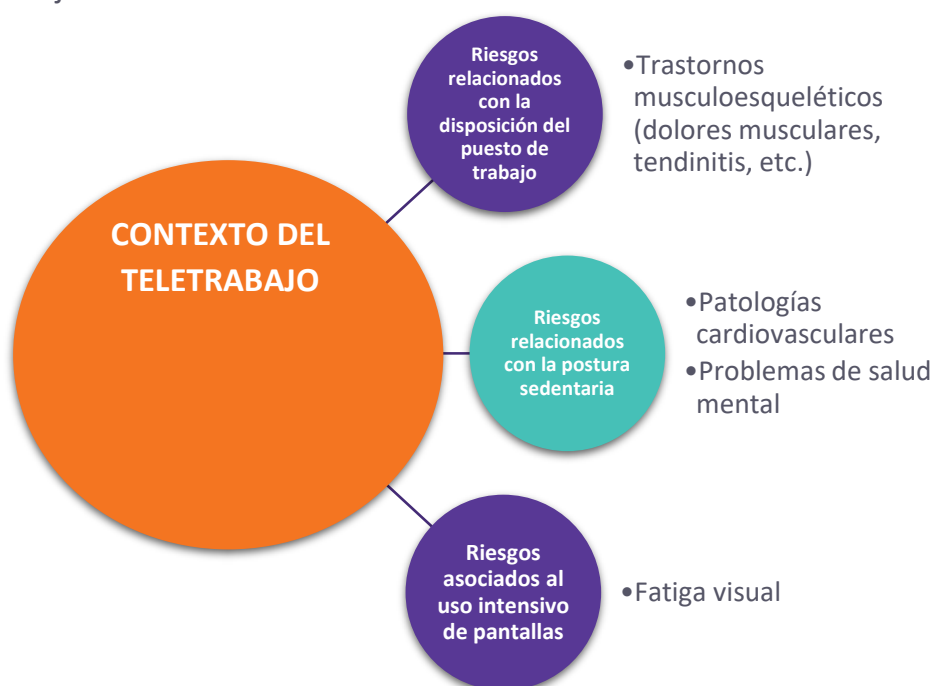 CONTEXTO DEL
TELETRABAJO
Riesgos
relacionados
con la
disposición del
puesto de
trabajo
•Trastornos
musculoesqueléticos
(dolores musculares,
tendinitis, etc.)
Riesgos
relacionados
con la postura
sedentaria
•Patologías
cardiovasculares
•Problemas de salud
mental
Riesgos
asociados al
uso intensivo
de pantallas
•Fatiga visual